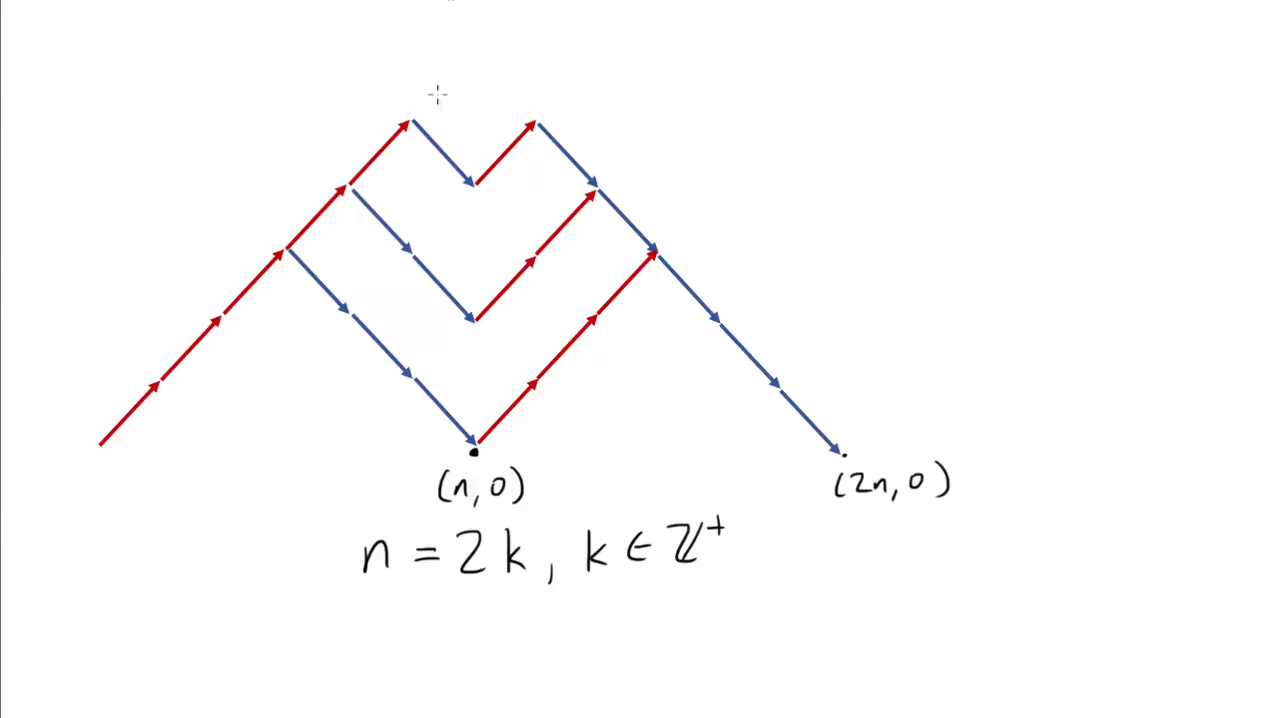 (n, 0)
(2n, 0)
n = 2k, k ∈ ℤ⁺